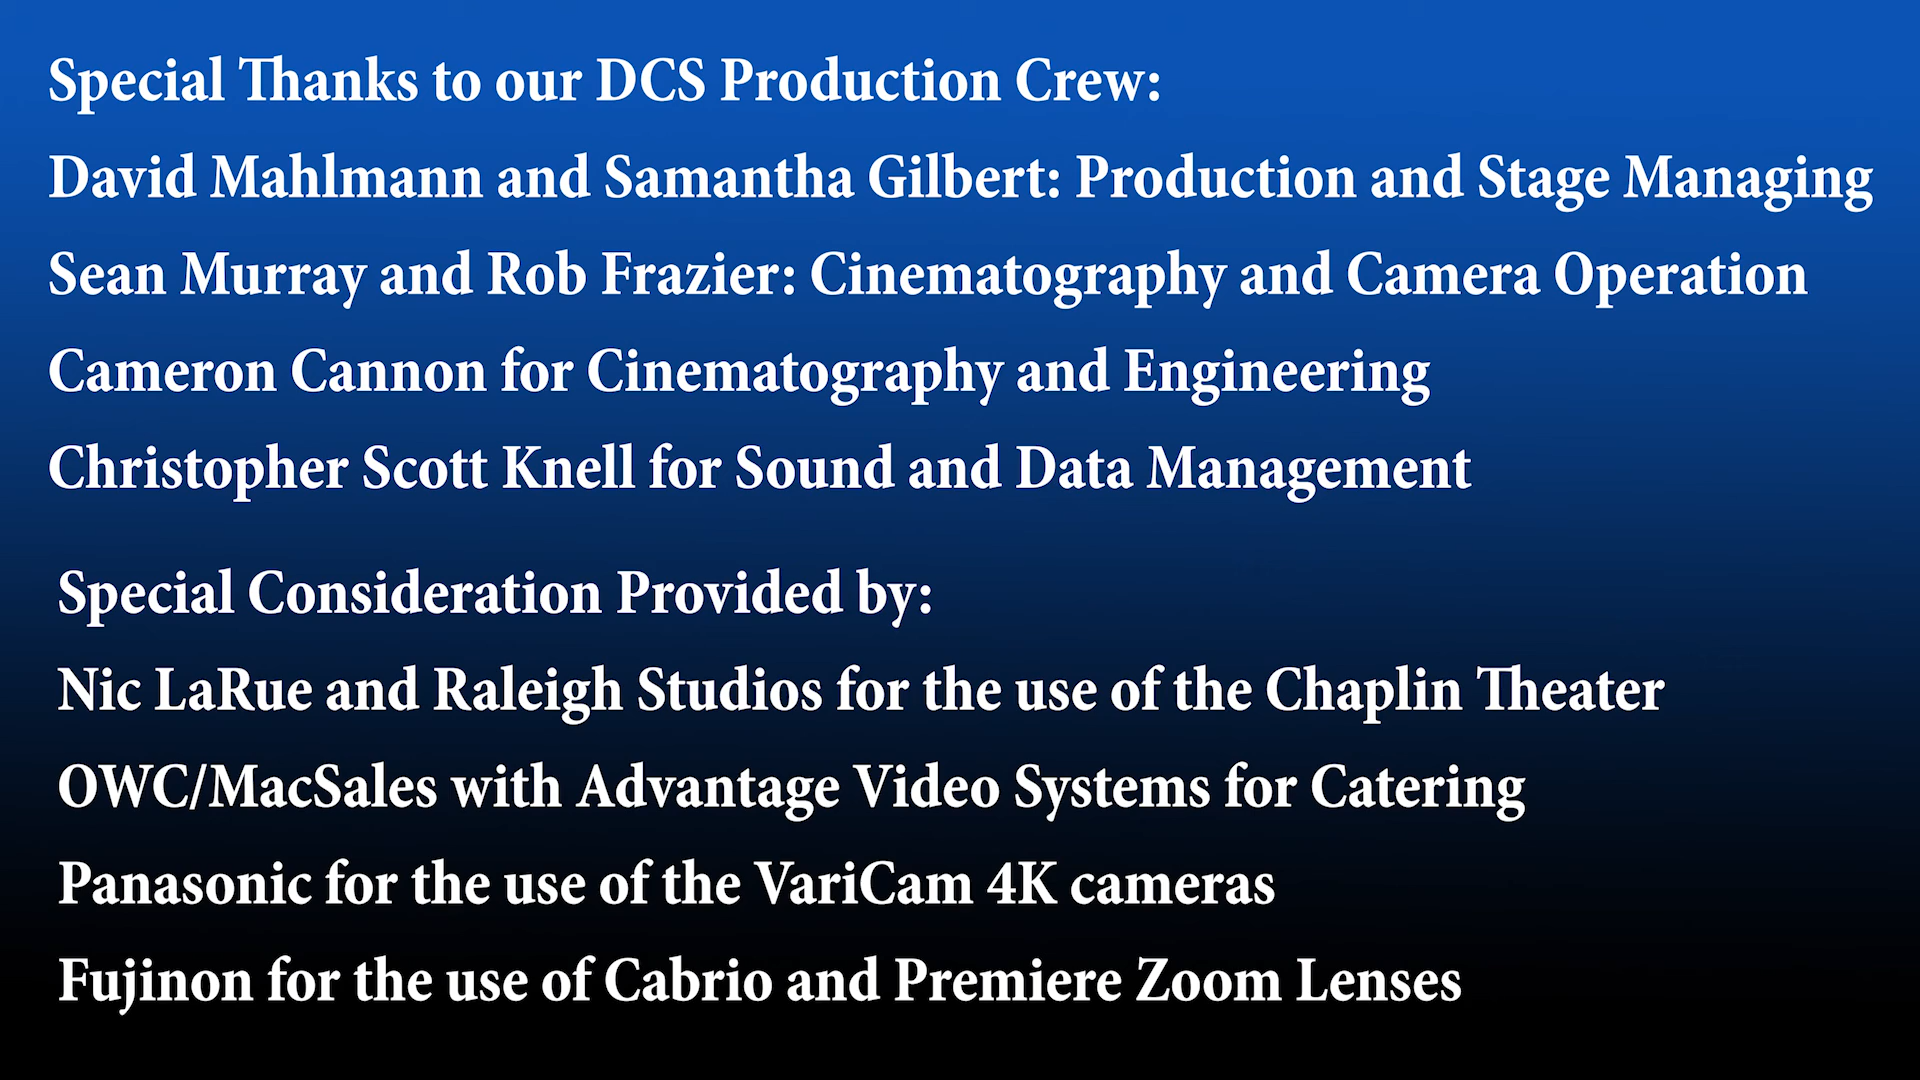 Special Thanks to our DCS Production Crew:
David Mahlmann and Samantha Gilbert: Production and Stage Managing
Sean Murray and Rob Frazier: Cinematography and Camera Operation
Cameron Cannon for Cinematography and Engineering
Christopher Scott Knell for Sound and Data Management
Special Consideration Provided by:
Nic LaRue and Raleigh Studios for the use of the Chaplin Theater
OWC/MacSales with Advantage Video Systems for Catering
Panasonic for the use of the VariCam 4K cameras
Fujinon for the use of Cabrio and Premiere Zoom Lenses